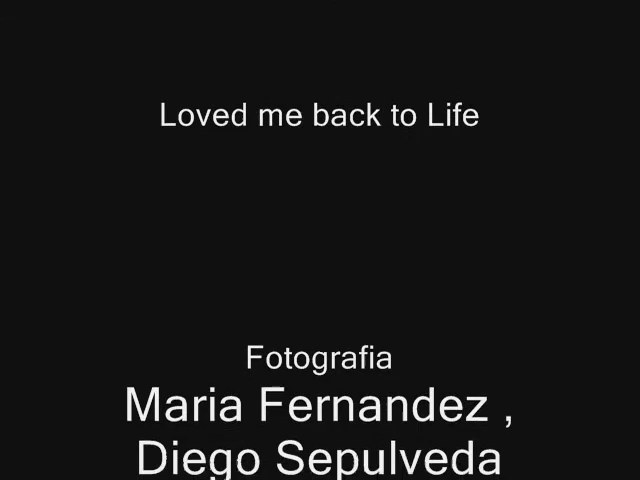 Loved me back to Life
Fotografia
Maria Fernandez ,
Diego Sepulveda